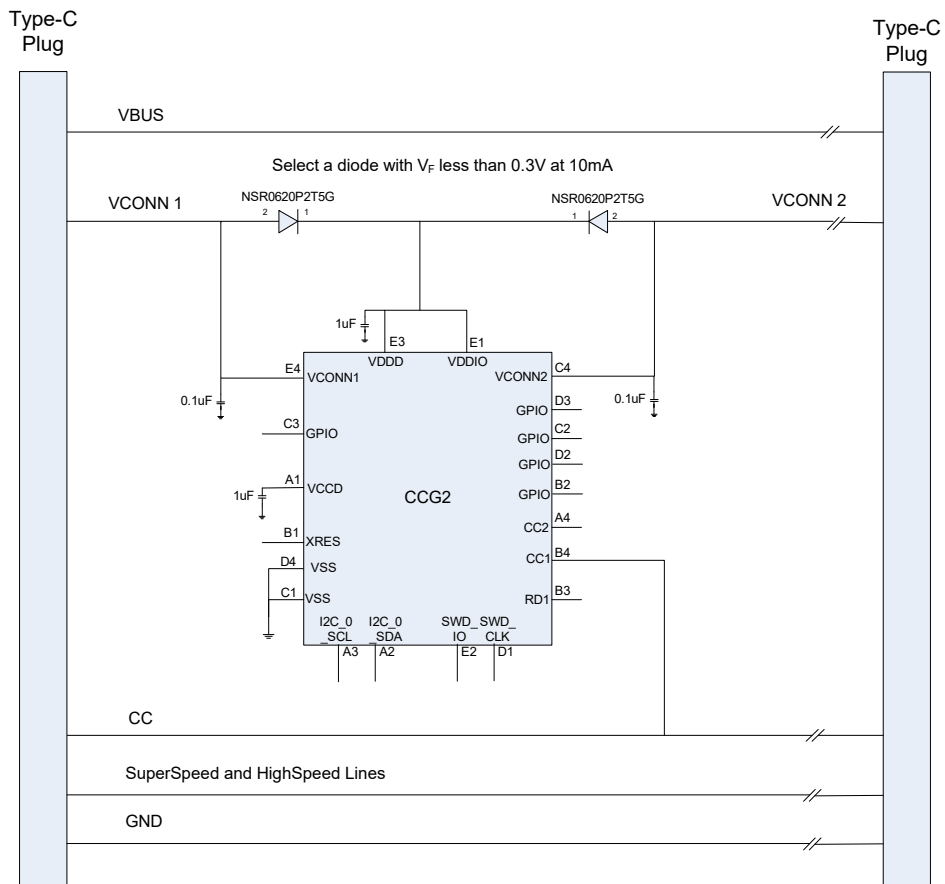 Type-C
Plug
Type-C
Plug
VBUS
Select a diode with VF less than 0.3V at 10mA
NSR0620P2T5G
NSR0620P2T5G
VCONN 1
2
1
1
2
VCONN 2
1uF
E3
E1
VDDD
VDDIO
E4
VCONN1
C4
VCONN2
0.1uF
0.1uF
D3
GPIO
C3
GPIO
C2
GPIO
D2
GPIO
A1
VCCD
1uF
B2
GPIO
CCG2
A4
CC2
B1
XRES
B4
CC1
D4
VSS
C1
VSS
B3
RD1
I2C_0
_SCL
I2C_0
_SDA
SWD_
IO
SWD_
CLK
A3
A2
E2
D1
CC
SuperSpeed and HighSpeed Lines
GND